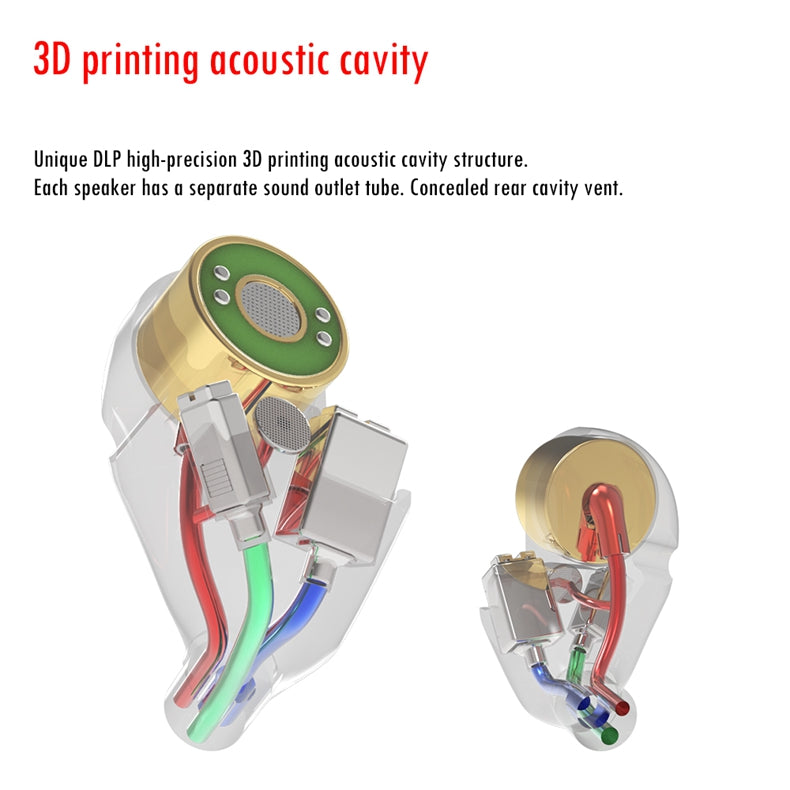 3D printing acoustic cavity
Unique DLP high-precision 3D printing acoustic cavity structure.
Each speaker has a separate sound outlet tube. Concealed rear cavity vent.